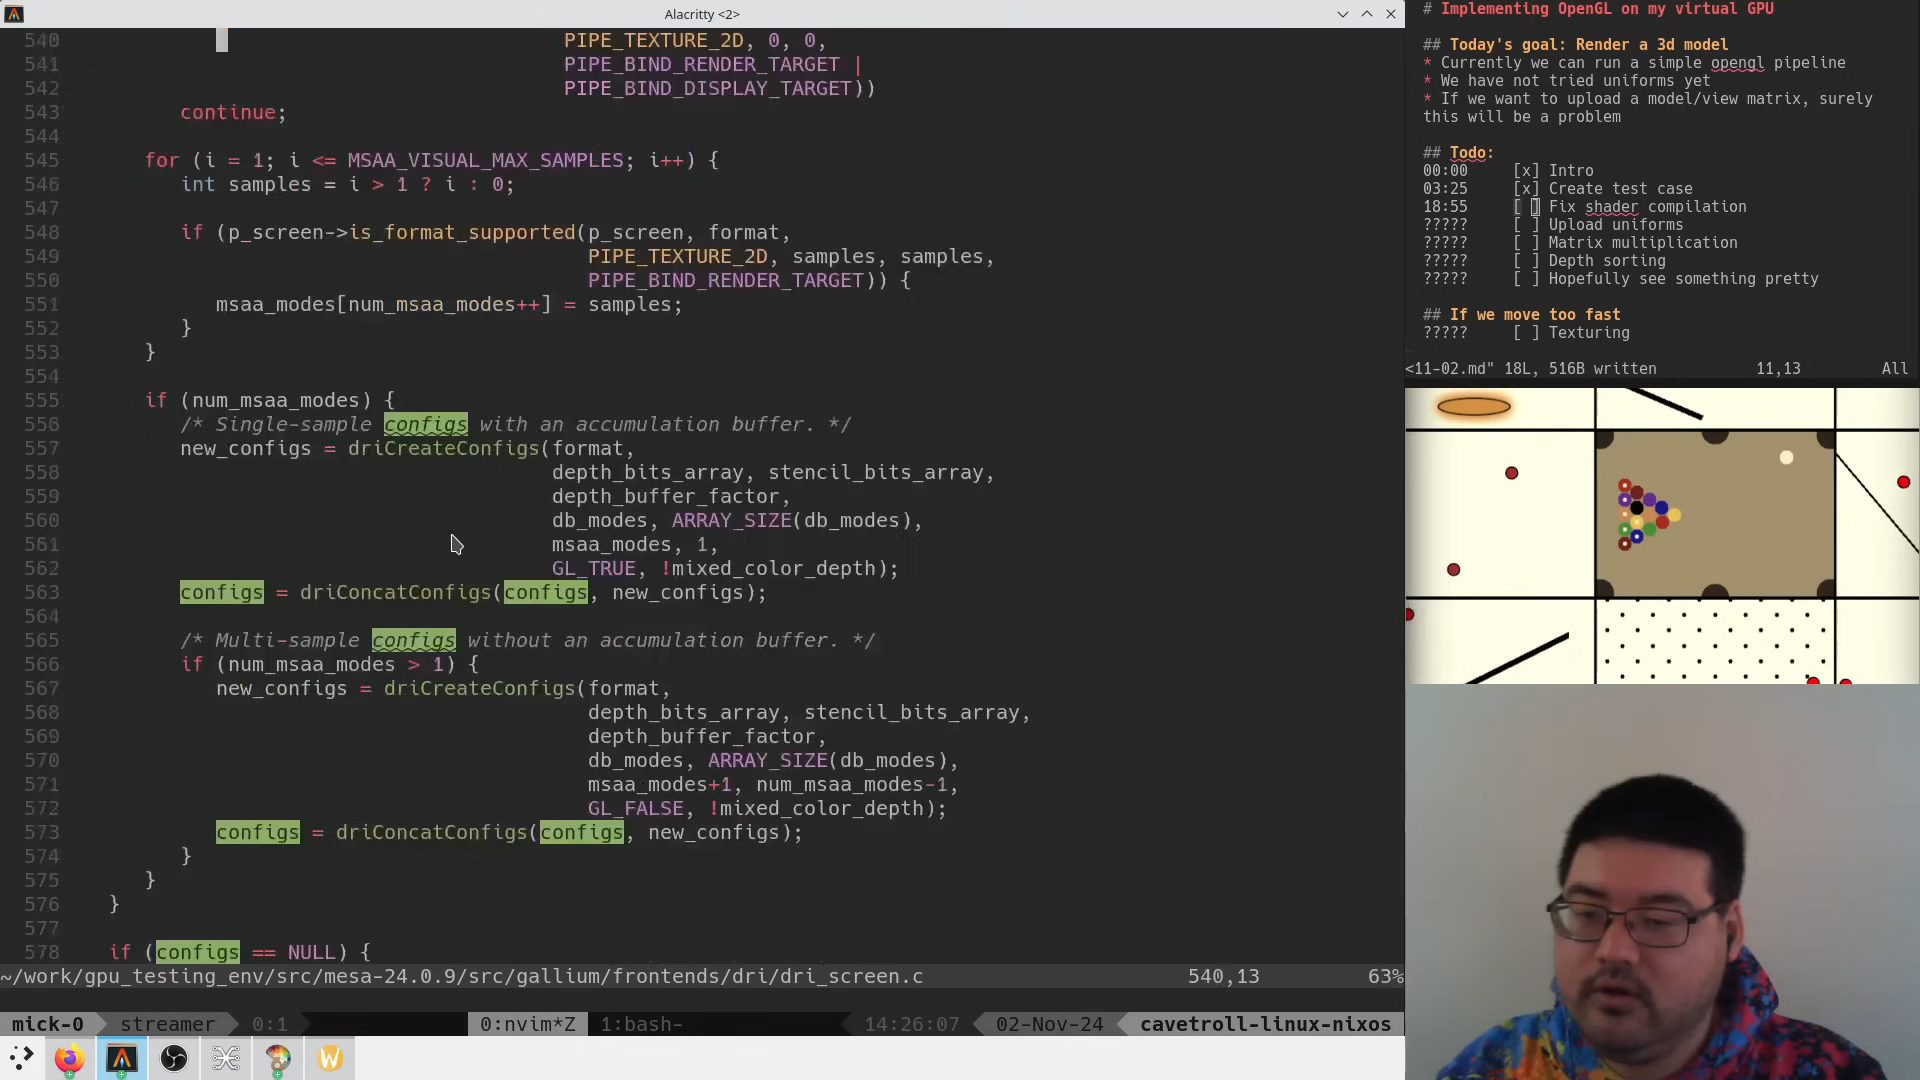 Alacritty <2>
540 PIPE_TEXTURE_2D, 0, 0,
541 PIPE_BIND_RENDER_TARGET |
542 PIPE_BIND_DISPLAY_TARGET))
543 continue;
544
545 for (i = 1; i <= MSAA_VISUAL_MAX_SAMPLES; i++) {
546 int samples = i > 1 ? i : 0;
547
548 if (p_screen->is_format_supported(p_screen, format,
549 PIPE_TEXTURE_2D, samples, samples,
550 PIPE_BIND_RENDER_TARGET)) {
551 msaa_modes[num_msaa_modes++] = samples;
552 }
553 }
554
555 if (num_msaa_modes) {
556 /* Single-sample configs with an accumulation buffer. */
557 new_configs = driCreateConfigs(format,
558 depth_bits_array, stencil_bits_array,
559 depth_buffer_factor,
560 db_modes, ARRAY_SIZE(db_modes),
561 msaa_modes, 1,
562 GL_TRUE, !mixed_color_depth);
563 configs = driConcatConfigs(configs, new_configs);
564
565 /* Multi-sample configs without an accumulation buffer. */
566 if (num_msaa_modes > 1) {
567 new_configs = driCreateConfigs(format,
568 depth_bits_array, stencil_bits_array,
569 depth_buffer_factor,
570 db_modes, ARRAY_SIZE(db_modes),
571 msaa_modes+1, num_msaa_modes-1,
572 GL_FALSE, !mixed_color_depth);
573 configs = driConcatConfigs(configs, new_configs);
574 }
575 }
576 }
577
578 if (configs == NULL) {
~/work/gpu_testing_env/src/mesa-24.0.9/src/gallium/frontends/dri/dri_screen.c 540,13 63%
mick-0 streamer 0:1 0:nvim*Z 1:bash- 14:26:07 02-Nov-24 cavetroll-linux-nixos
# Implementing OpenGL on my virtual GPU
## Today's goal: Render a 3d model
* Currently we can run a simple opengl pipeline
* We have not tried uniforms yet
* If we want to upload a model/view matrix, surely
this will be a problem
## Todo:
00:00 [x] Intro
03:25 [x] Create test case
18:55 [ ] Fix shader compilation
????? [ ] Upload uniforms
????? [ ] Matrix multiplication
????? [ ] Depth sorting
????? [ ] Hopefully see something pretty
## If we move too fast
????? [ ] Texturing
<11-02.md" 18L, 516B written 11,13 All